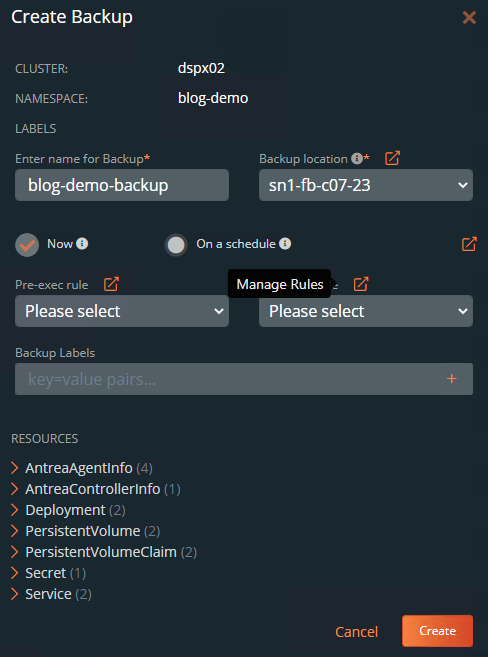 Create Backup
CLUSTER: dspx02
NAMESPACE: blog-demo
LABELS
Enter name for Backup* Backup location *
blog-demo-backup sn1-fb-c07-23
Now On a schedule
Pre-exec rule Manage Rules
Please select Please select
Backup Labels
key=value pairs... +
RESOURCES
AntreaAgentInfo (4)
AntreaControllerInfo (1)
Deployment (2)
PersistentVolume (2)
PersistentVolumeClaim (2)
Secret (1)
Service (2)
Cancel Create